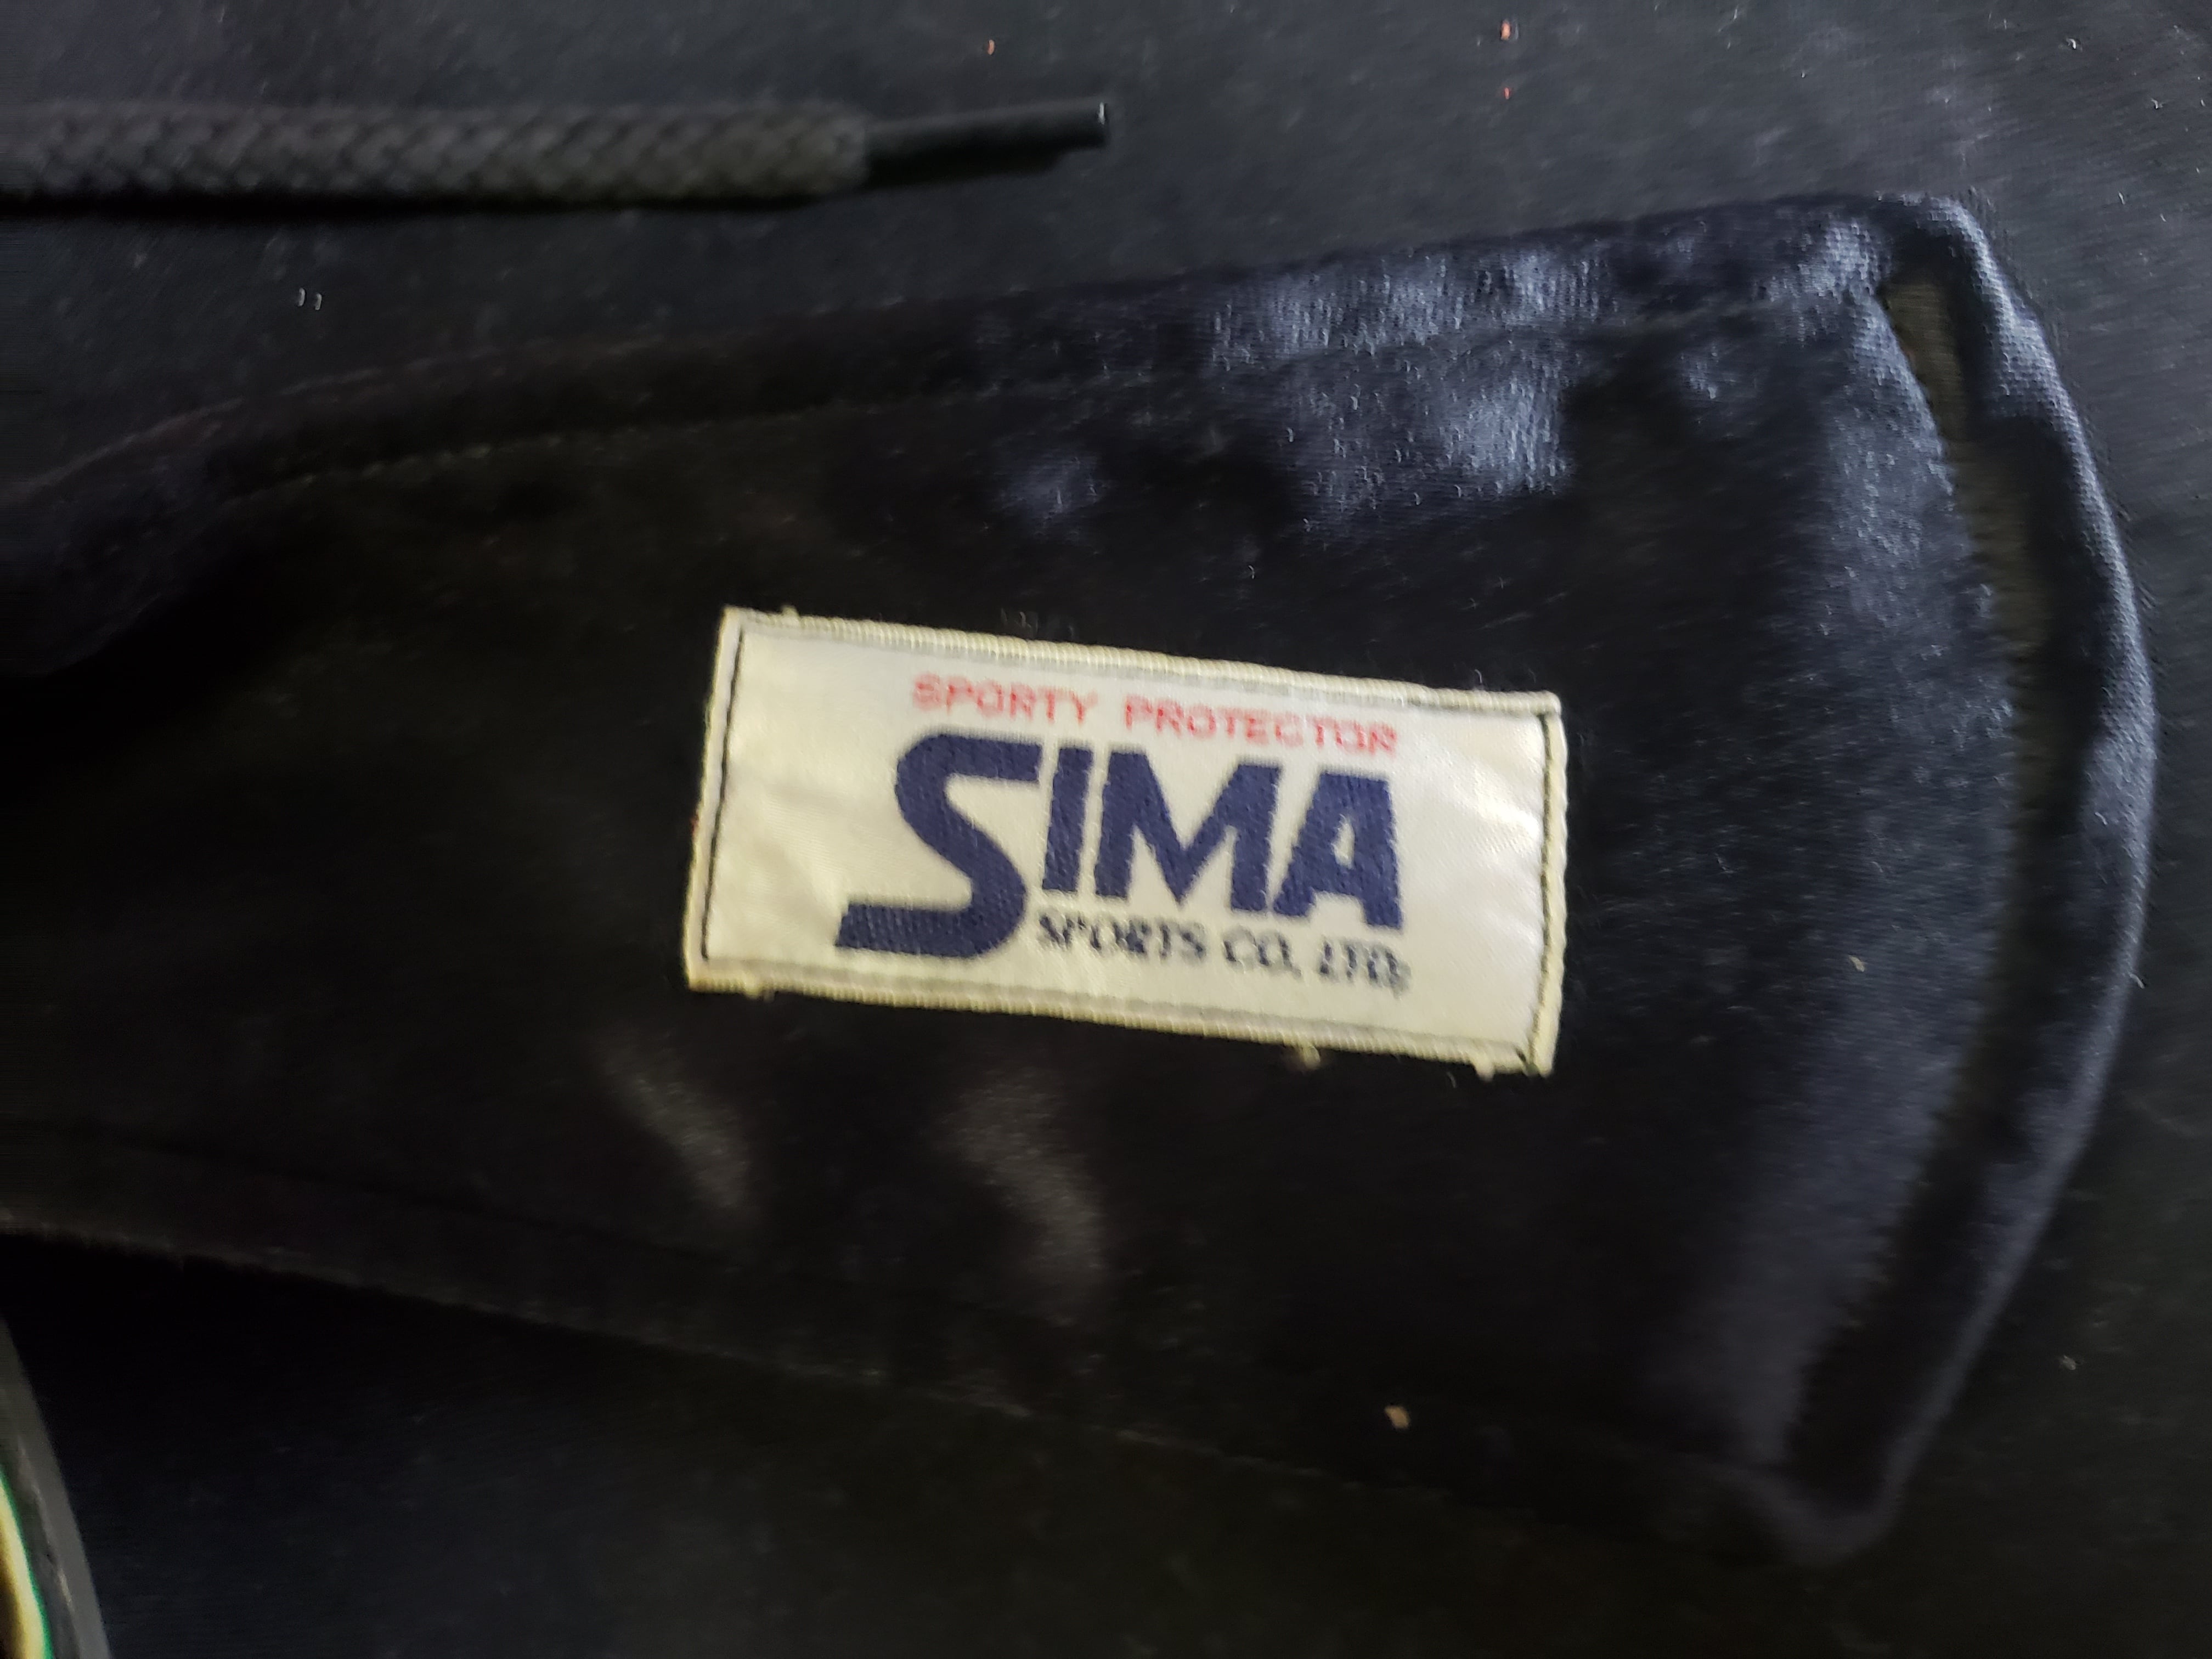 SPORTY PROTECTOR
SIMA
SPORTS CO. LTD.